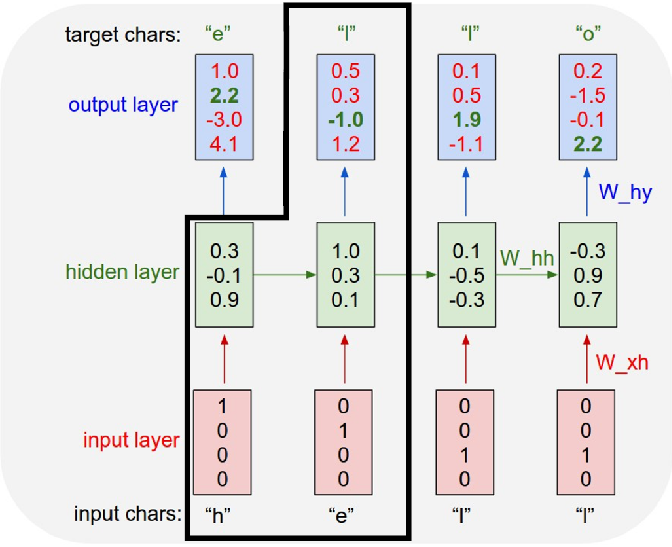 target chars: “e” “l” “l” “o”
output layer
1.0 0.5 0.1 0.2
2.2 0.3 0.5 -1.5
-3.0 -1.0 1.9 -0.1
4.1 1.2 -1.1 2.2
W_hy
hidden layer
0.3 1.0 0.1 -0.3
-0.1 0.3 -0.5 0.9
0.9 0.1 -0.3 0.7
W_hh
W_xh
input layer
1 0 0 0
0 1 0 0
0 0 1 1
0 0 0 0
input chars: “h” “e” “l” “l”